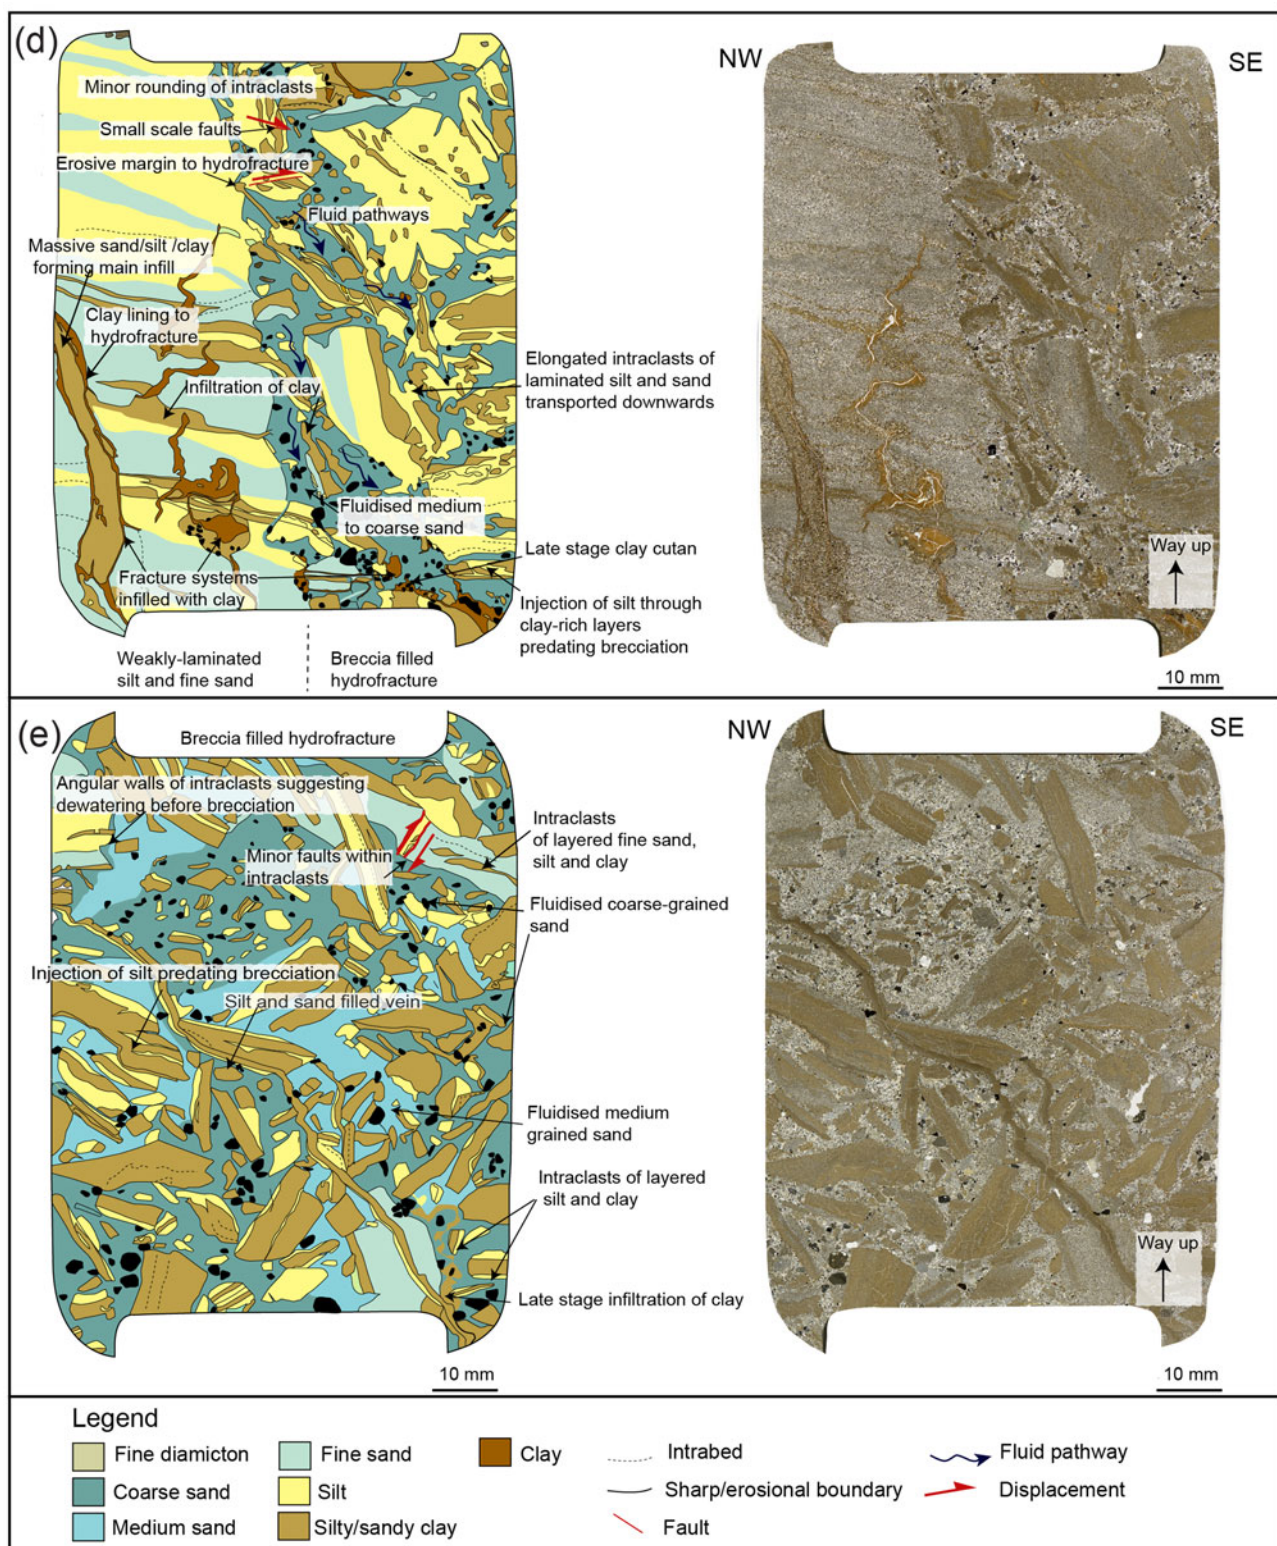 (d)
NW
SE
Minor rounding of intraclasts
Small scale faults
Erosive margin to hydrofracture
Fluid pathways
Massive sand/silt /clay
forming main infill
Clay lining to
hydrofracture
Infiltration of clay
Elongated intraclasts of
laminated silt and sand
transported downwards
Fluidised medium
to coarse sand
Late stage clay cutan
Fracture systems
infilled with clay
Injection of silt through
clay-rich layers
predating brecciation
Weakly-laminated
silt and fine sand
Breccia filled
hydrofracture
Way up
10 mm
(e)
Breccia filled hydrofracture
NW
SE
Angular walls of intraclasts suggesting
dewatering before brecciation
Intraclasts
of layered fine sand,
silt and clay
Minor faults within
intraclasts
Fluidised coarse-grained
sand
Injection of silt predating brecciation
Silt and sand filled vein
Fluidised medium
grained sand
Intraclasts of layered
silt and clay
Late stage infiltration of clay
Way up
10 mm
10 mm
Legend
Fine diamicton
Fine sand
Clay
Intrabed
Fluid pathway
Coarse sand
Silt
Sharp/erosional boundary
Displacement
Medium sand
Silty/sandy clay
Fault